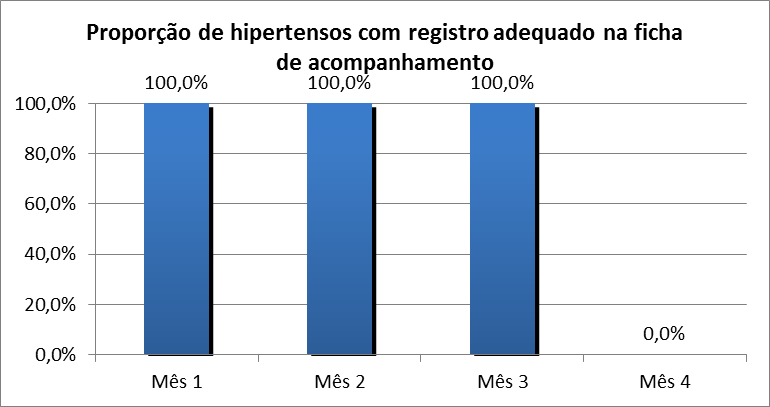 Proporção de hipertensos com registro adequado na ficha
de acompanhamento
100,0% 100,0% 100,0% 0,0%
100,0%
80,0%
60,0%
40,0%
20,0%
0,0%
Mês 1 Mês 2 Mês 3 Mês 4